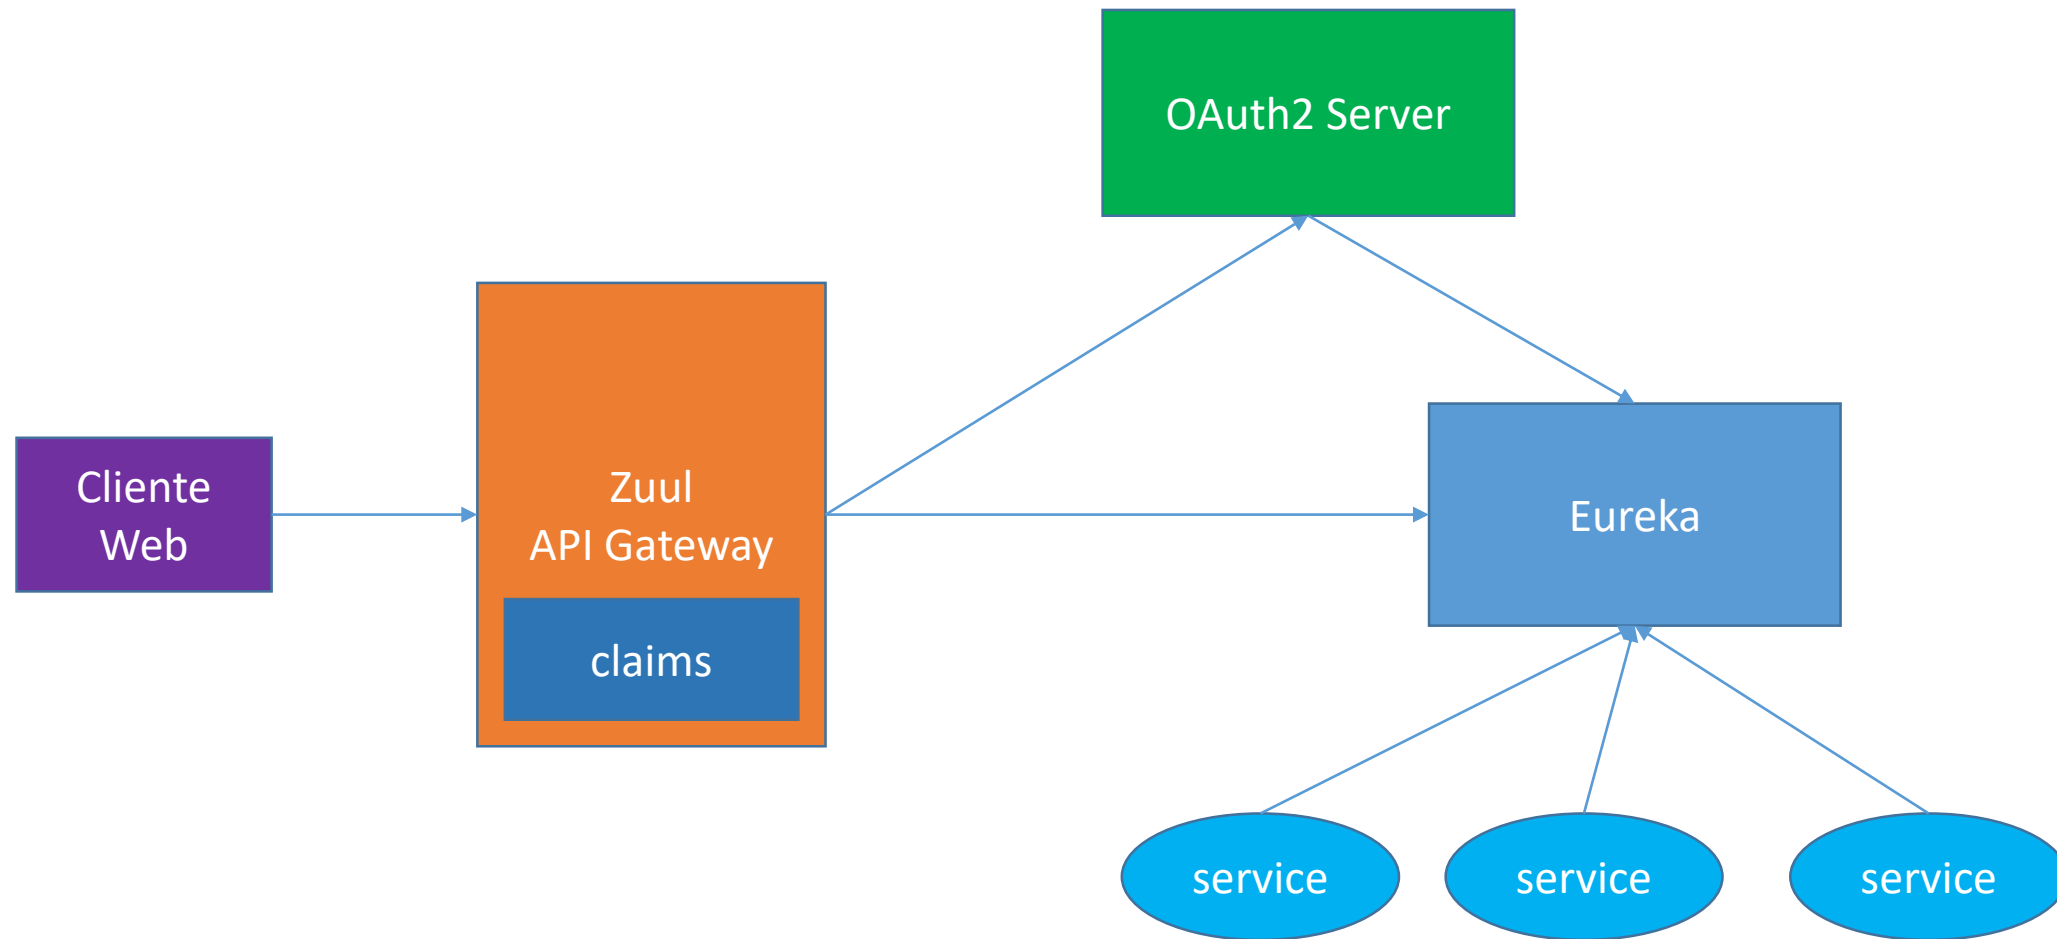 OAuth2 Server
Cliente
Web
Zuul
API Gateway
claims
Eureka
service
service
service